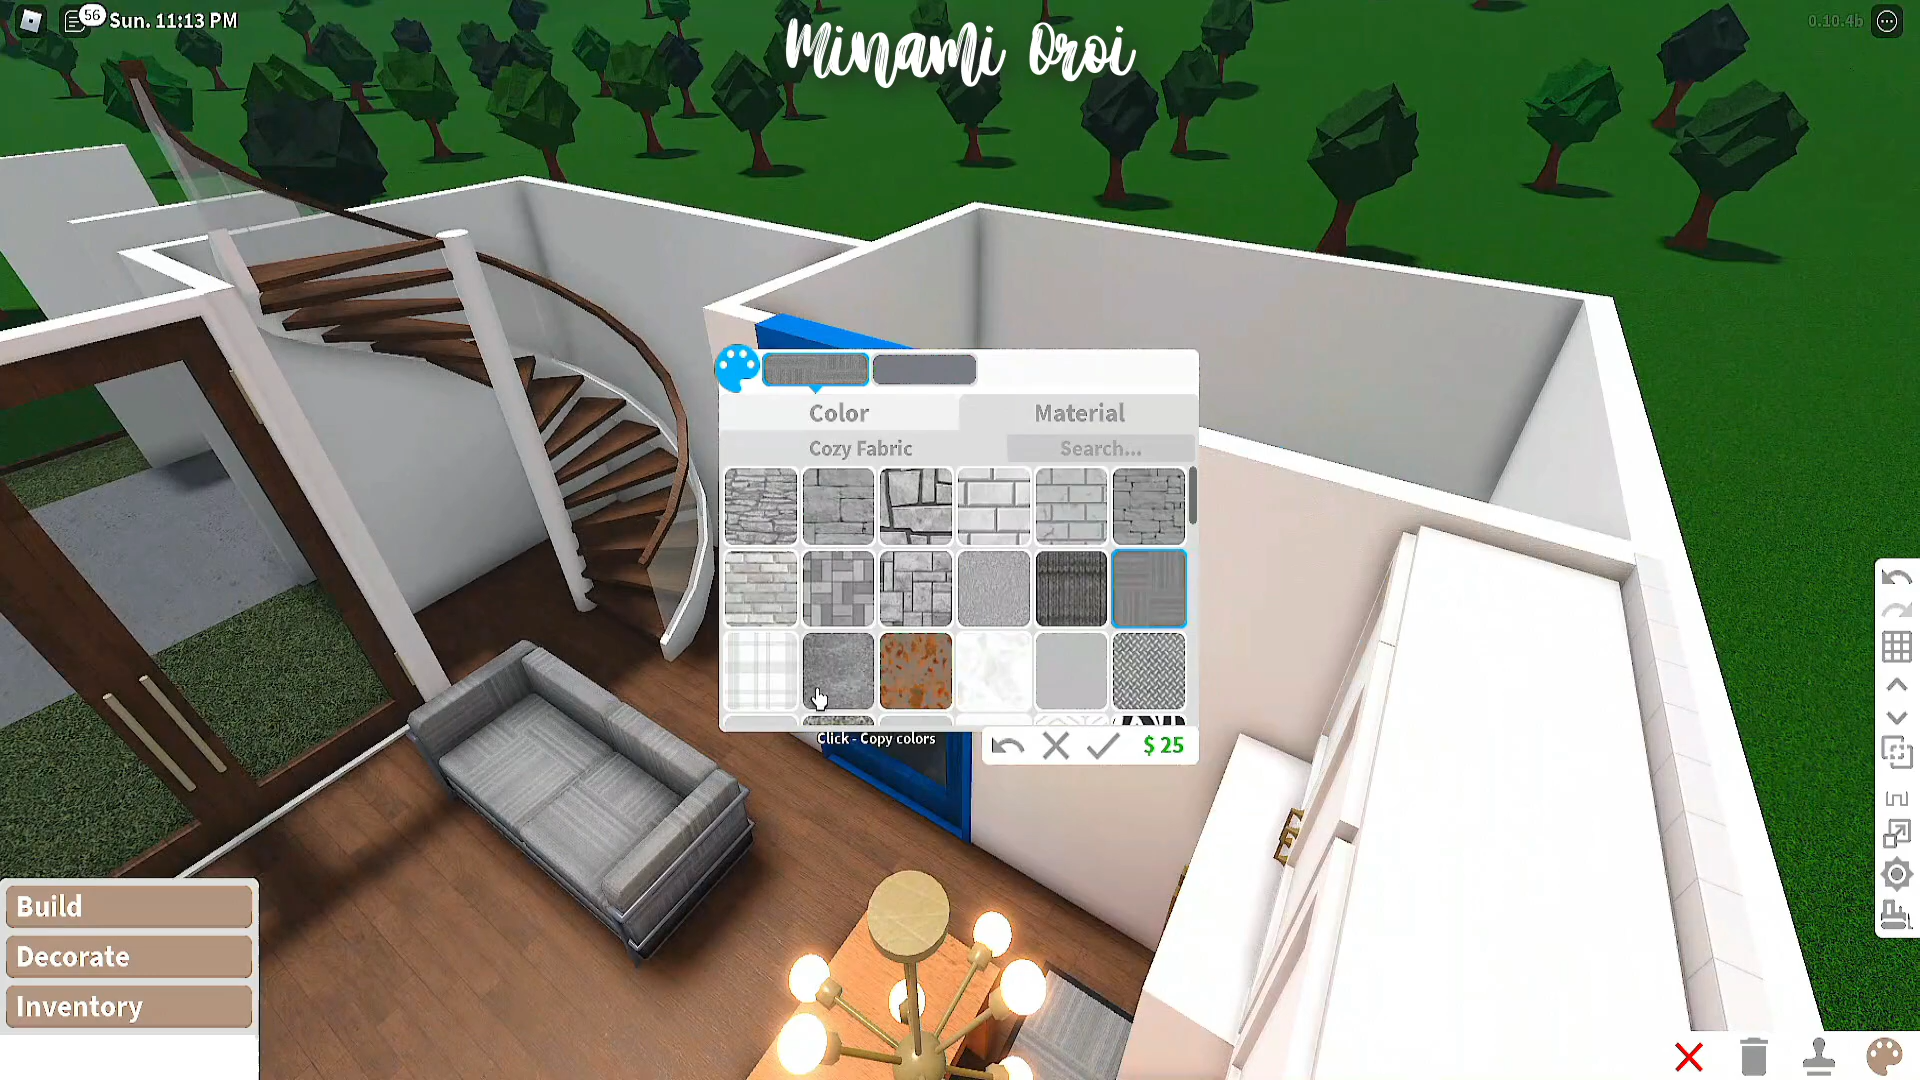 56
Sun. 11:13 PM
Minami Oroi
0.10.4b
Color
Material
Cozy Fabric
Search...
Click - Copy colors
$ 25
Build
Decorate
Inventory